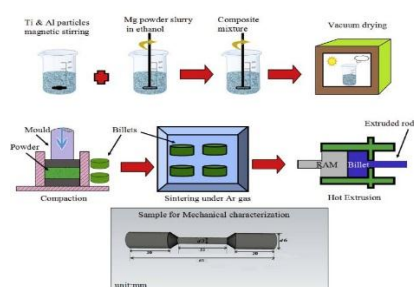 Ti & Al particles
magnetic stirring
Mg powder slurry
in ethanol
Composite
mixture
Vacuum drying
Mould
Powder
Billets
Compaction
Sintering under Ar gas
Extruded rod
RAM
Billet
Hot Extrusion
Sample for Mechanical characterization
unit-mm